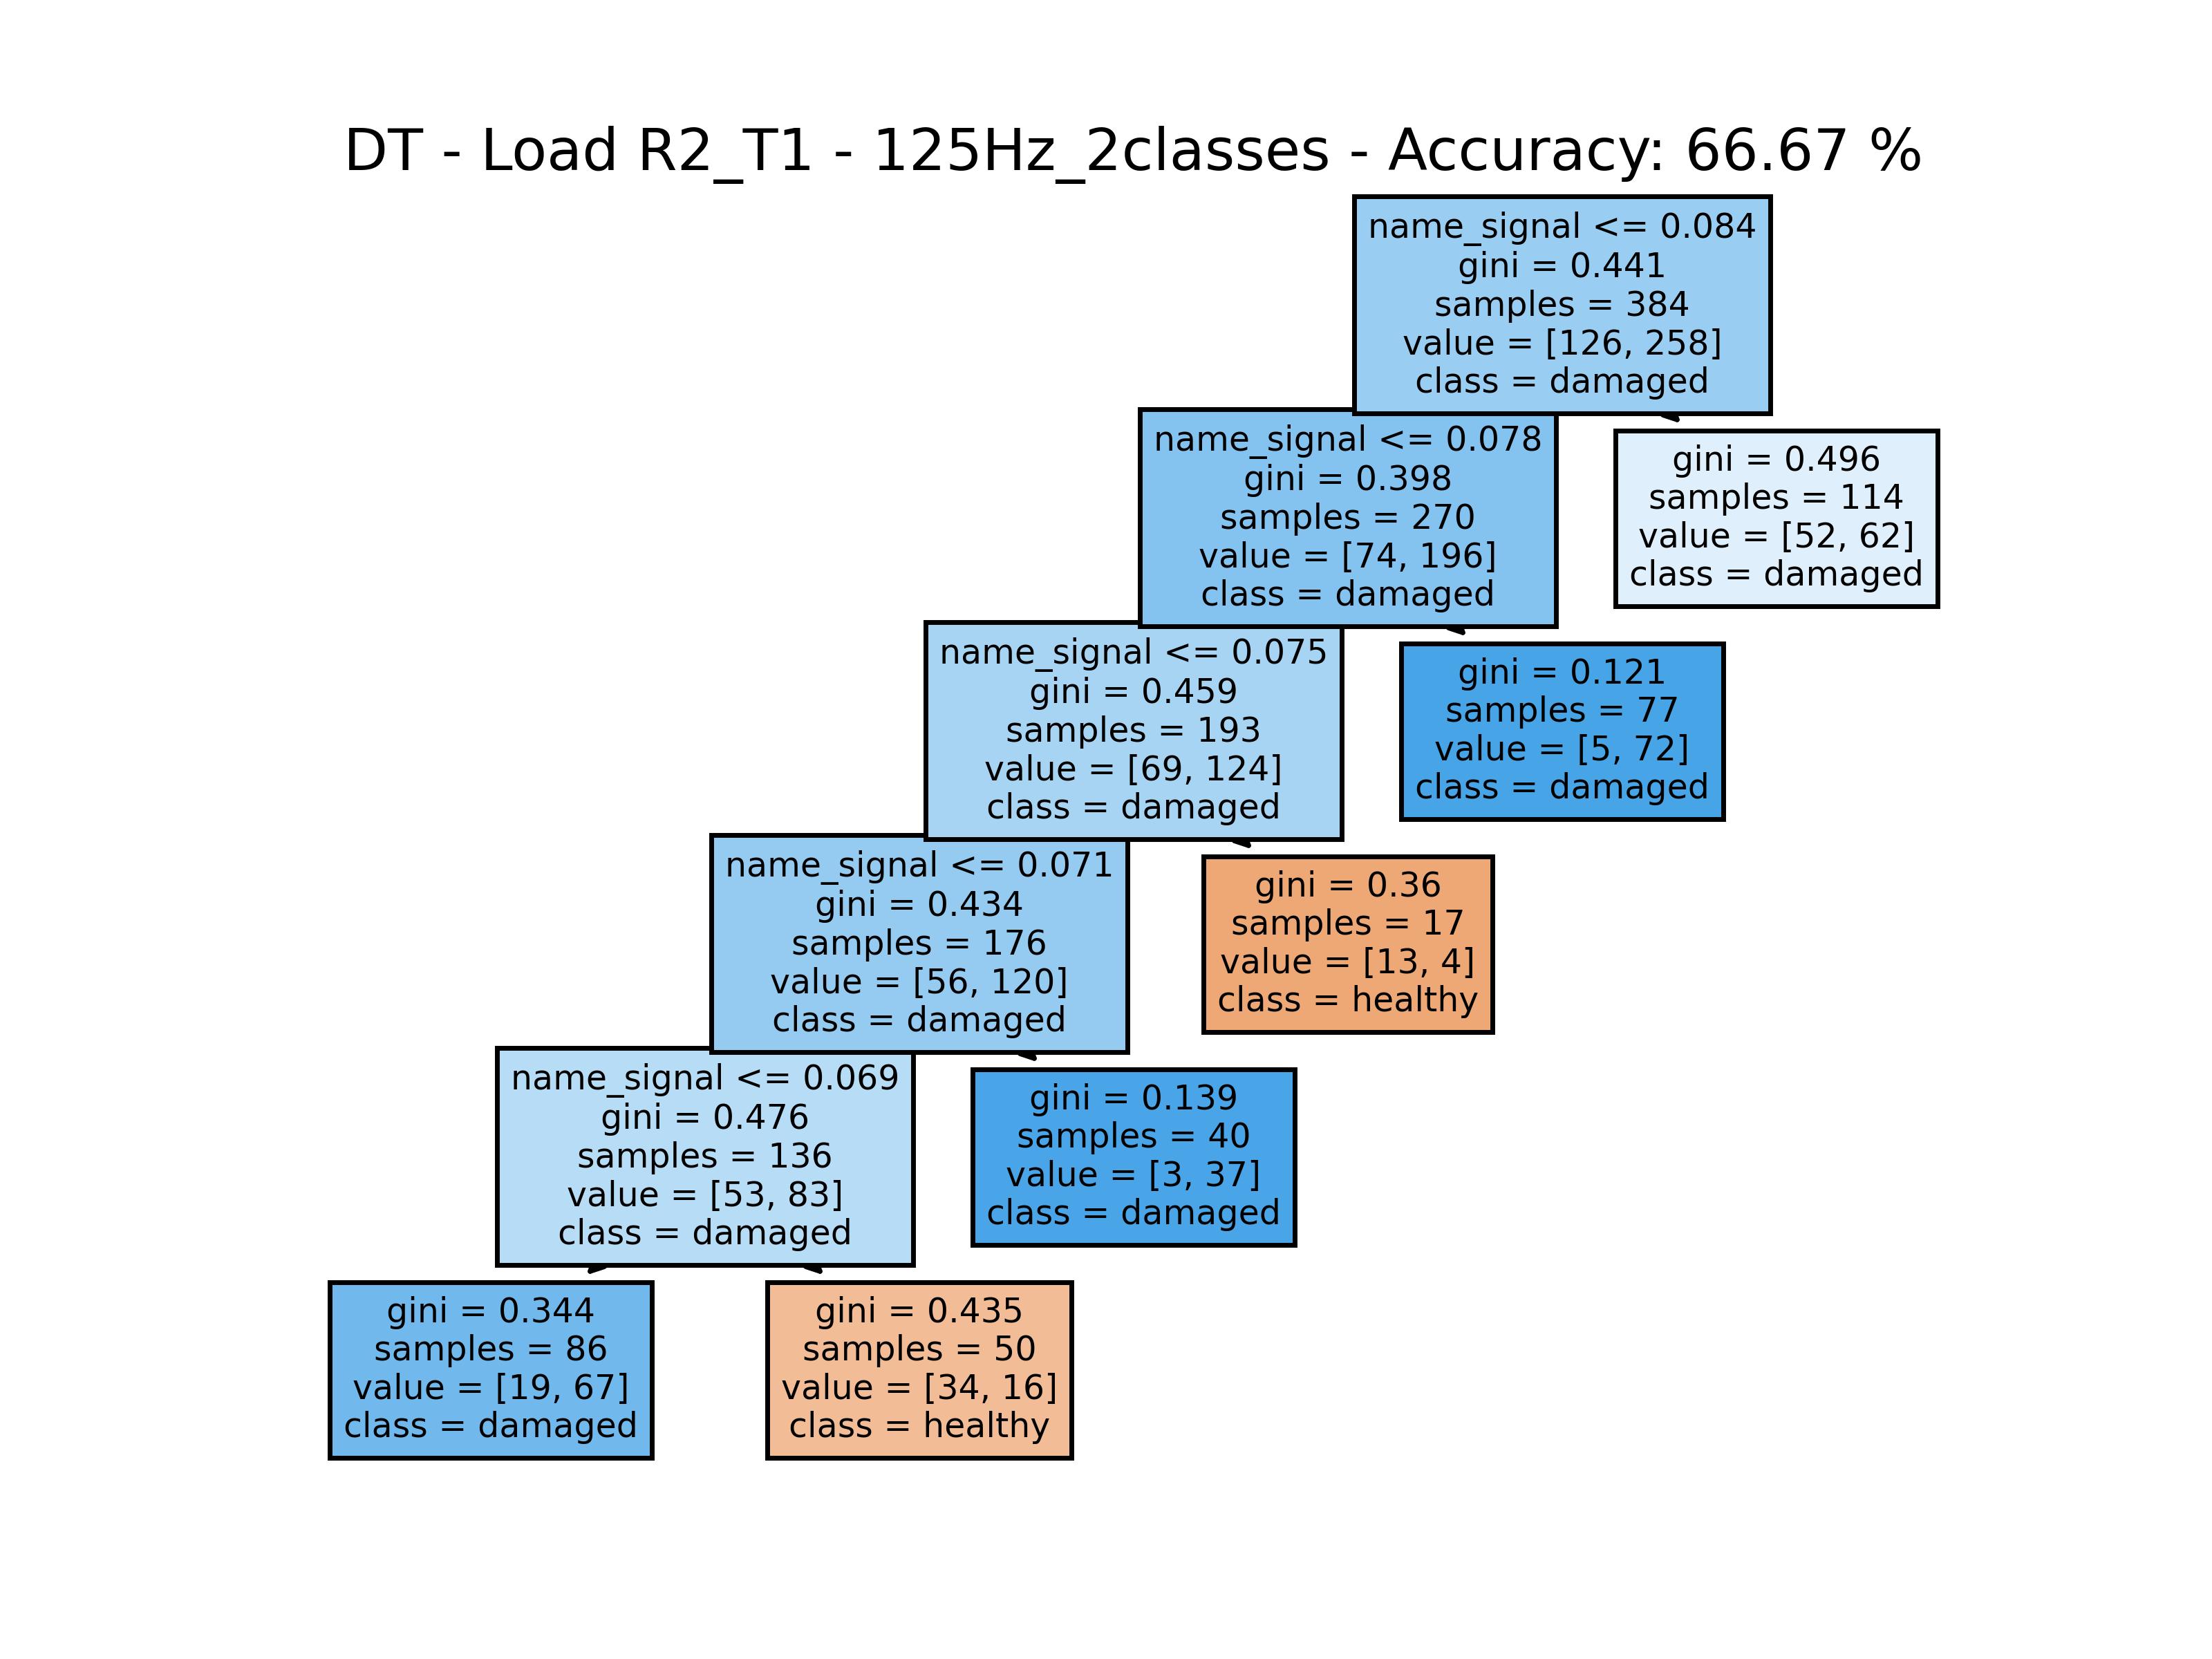 DT - Load R2_T1 - 125Hz_2classes - Accuracy: 66.67 %
name_signal <= 0.084
gini = 0.441
samples = 384
value = [126, 258]
class = damaged
name_signal <= 0.078
gini = 0.398
samples = 270
value = [74, 196]
class = damaged
gini = 0.496
samples = 114
value = [52, 62]
class = damaged
name_signal <= 0.075
gini = 0.459
samples = 193
value = [69, 124]
class = damaged
gini = 0.121
samples = 77
value = [5, 72]
class = damaged
name_signal <= 0.071
gini = 0.434
samples = 176
value = [56, 120]
class = damaged
gini = 0.36
samples = 17
value = [13, 4]
class = healthy
name_signal <= 0.069
gini = 0.476
samples = 136
value = [53, 83]
class = damaged
gini = 0.139
samples = 40
value = [3, 37]
class = damaged
gini = 0.344
samples = 86
value = [19, 67]
class = damaged
gini = 0.435
samples = 50
value = [34, 16]
class = healthy